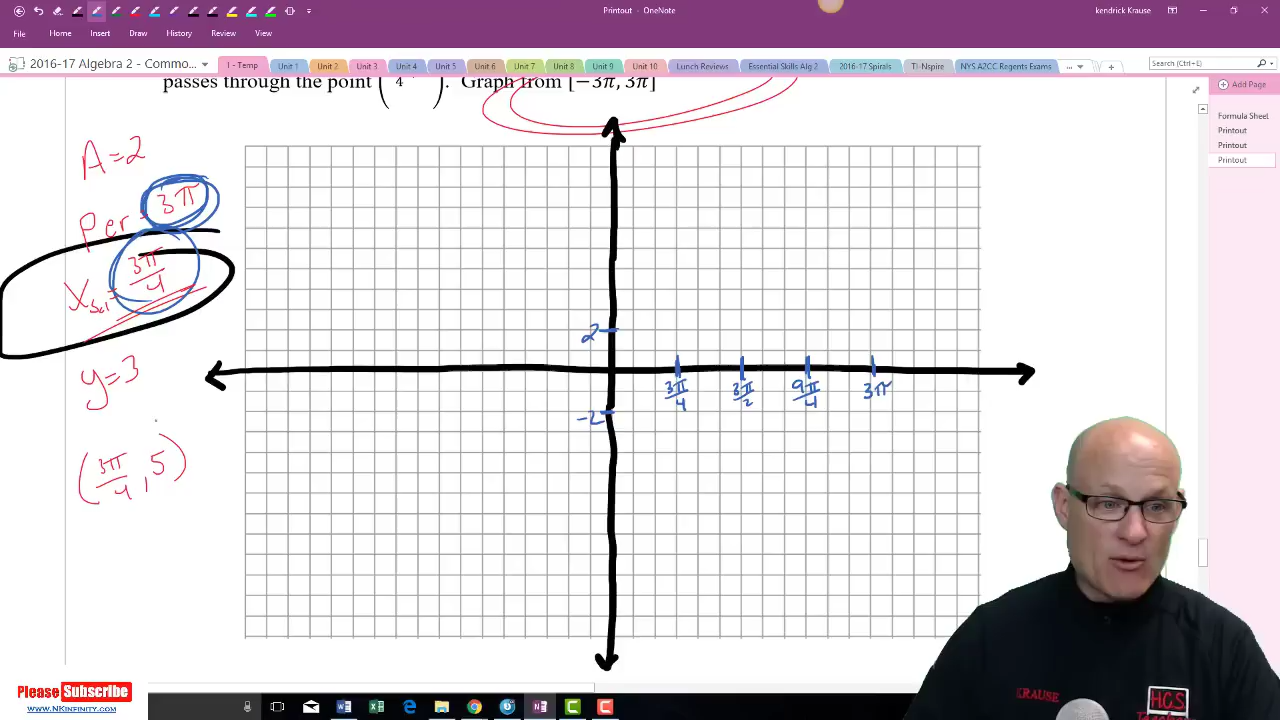 Printout - OneNote
kendrick Krause
File Home Insert Draw History Review View
2016-17 Algebra 2 - Commo...
1 - Temp Unit 1 Unit 2 Unit 3 Unit 4 Unit 5 Unit 6 Unit 7 Unit 8 Unit 9 Unit 10 Lunch Reviews Essential Skills Alg 2 2016-17 Spirals TI-Nspire NYS A2CC Regents Exams ...
Search (Ctrl+E)
Add Page
Formula Sheet
Printout
Printout
Printout
passes through the point ( 4 ). Graph from [−3π, 3π]
A=2
Per = 3π
Xscl = 3π/4
y=3
(3π/4, 5)
2
-2
3π/4 3π/2 9π/4 3π
Please Subscribe
www.NKinfinity.com
KRAUSE
H.C.S.